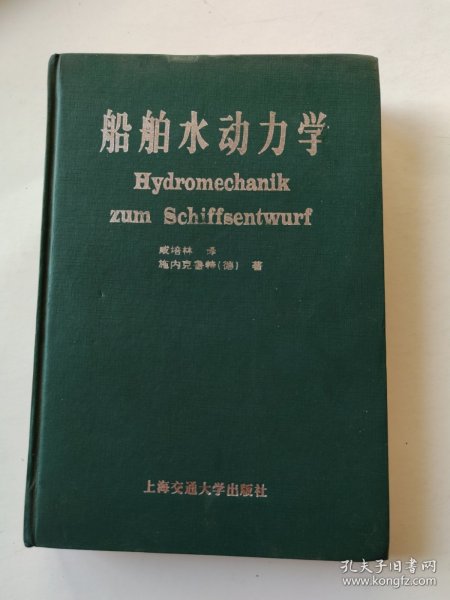 船舶水动力学
Hydromechanik
zum Schiffsentwurf
咸培林 译
施内克鲁特(德) 著
上海交通大学出版社
孔夫子旧书网
www.kongfz.com